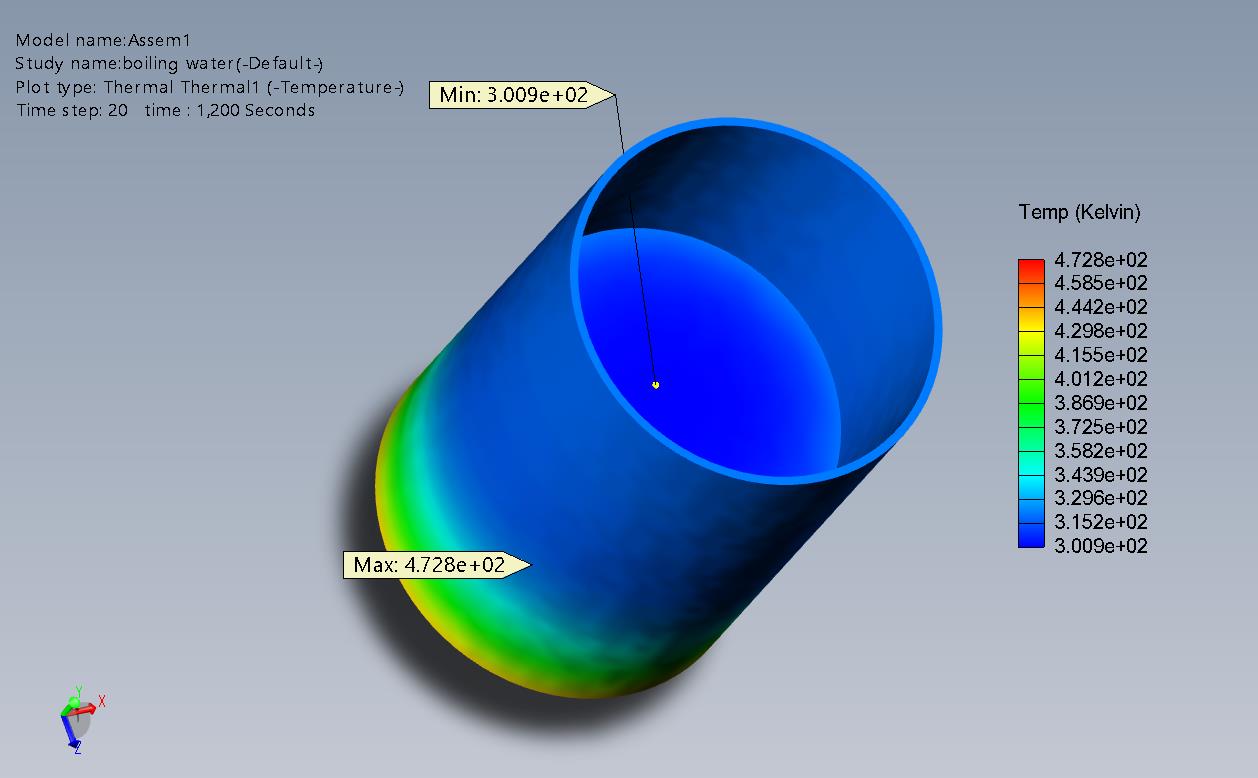 Model name:Assem1
Study name:boiling water(-Default-)
Plot type: Thermal Thermal1 (-Temperature-)
Time step: 20 time : 1,200 Seconds
Min: 3.009e+02
Temp (Kelvin)
4.728e+02
4.585e+02
4.442e+02
4.298e+02
4.155e+02
4.012e+02
3.869e+02
3.725e+02
3.582e+02
3.439e+02
3.296e+02
3.152e+02
3.009e+02
Max: 4.728e+02
Y
X
Z